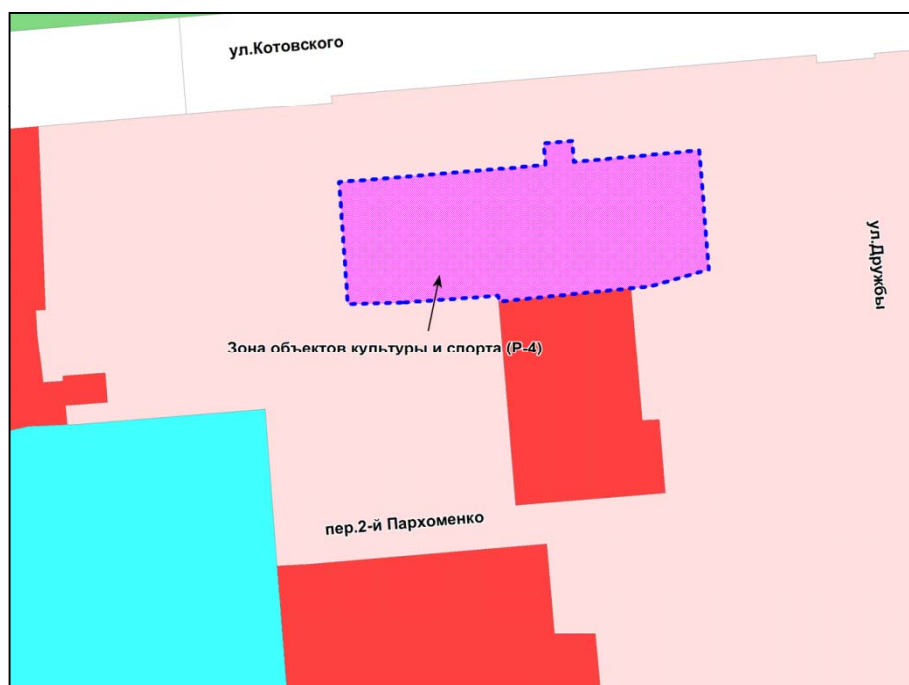 ул.Котовского
ул.Дружбы
Зона объектов культуры и спорта (Р-4)
пер.2-й Пархоменко